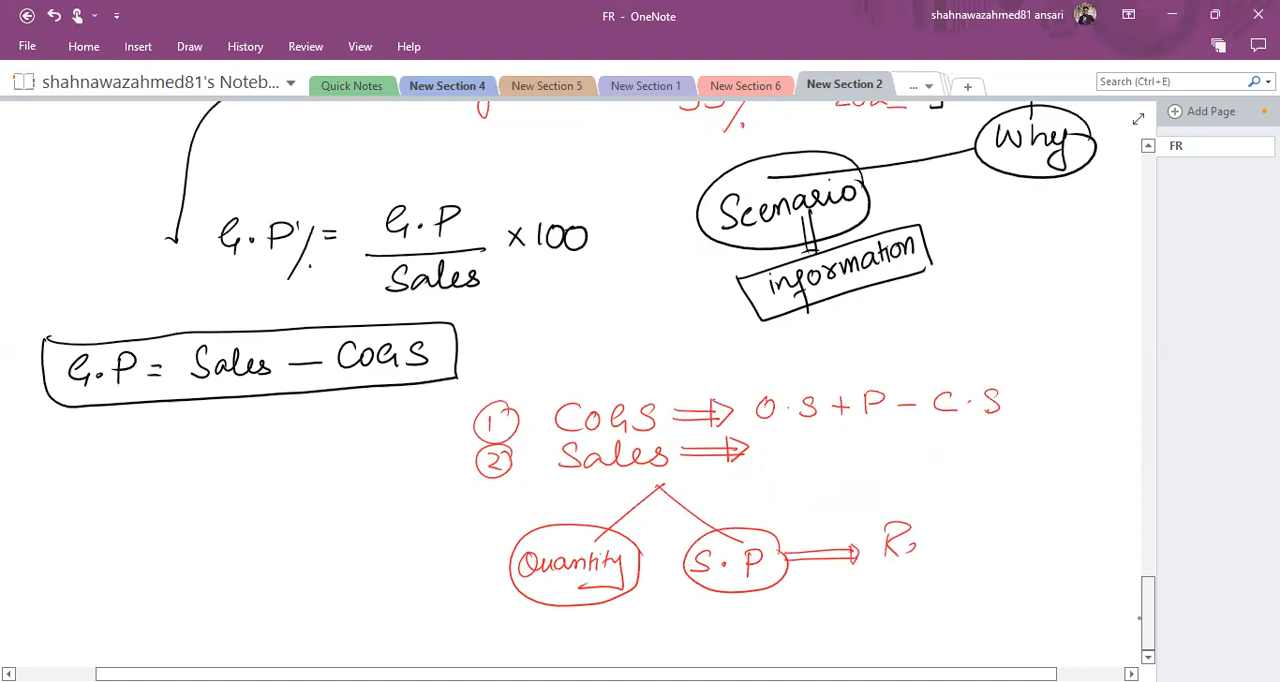 FR - OneNote
shahnawazahmed81 ansari
File Home Insert Draw History Review View Help
shahnawazahmed81's Noteb...
Quick Notes New Section 4 New Section 5 New Section 1 New Section 6 New Section 2 ...
Search (Ctrl+E)
Add Page
FR
Why
Scenario
information
G.P% = G.P / Sales × 100
G.P = Sales — COGS
1 COGS ⇒ O.S + P — C.S
2 Sales ⇒
Quantity S.P ⇒